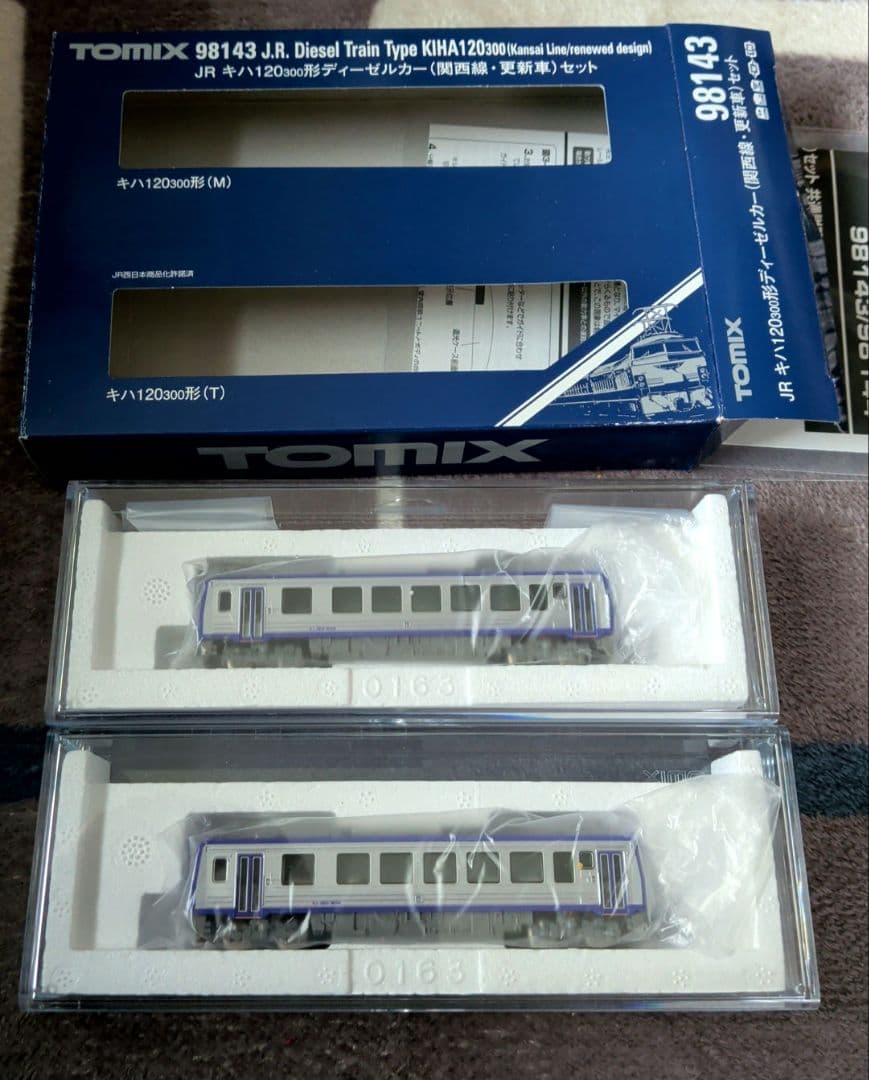 TOMIX 98143 J.R. Diesel Train Type KIHA120300(Kansai Line/renewed design)
JR キハ120300形ディーゼルカー(関西線・更新車)セット
キハ120300形(M)
JR西日本商品化許諾済
キハ120300形(T)
TOMIX
98143
JR キハ120300形ディーゼルカー(関西線・更新車)セット
TOMIX
98143/98144
0163
0163